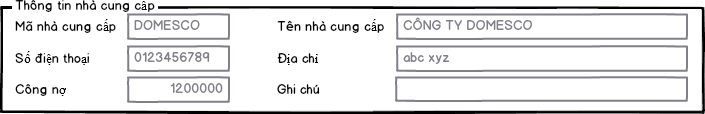 Thông tin nhà cung cấp
Mã nhà cung cấp DOMESCO Tên nhà cung cấp CÔNG TY DOMESCO
Số điện thoại 0123456789 Địa chỉ abc xyz
Công nợ 1200000 Ghi chú